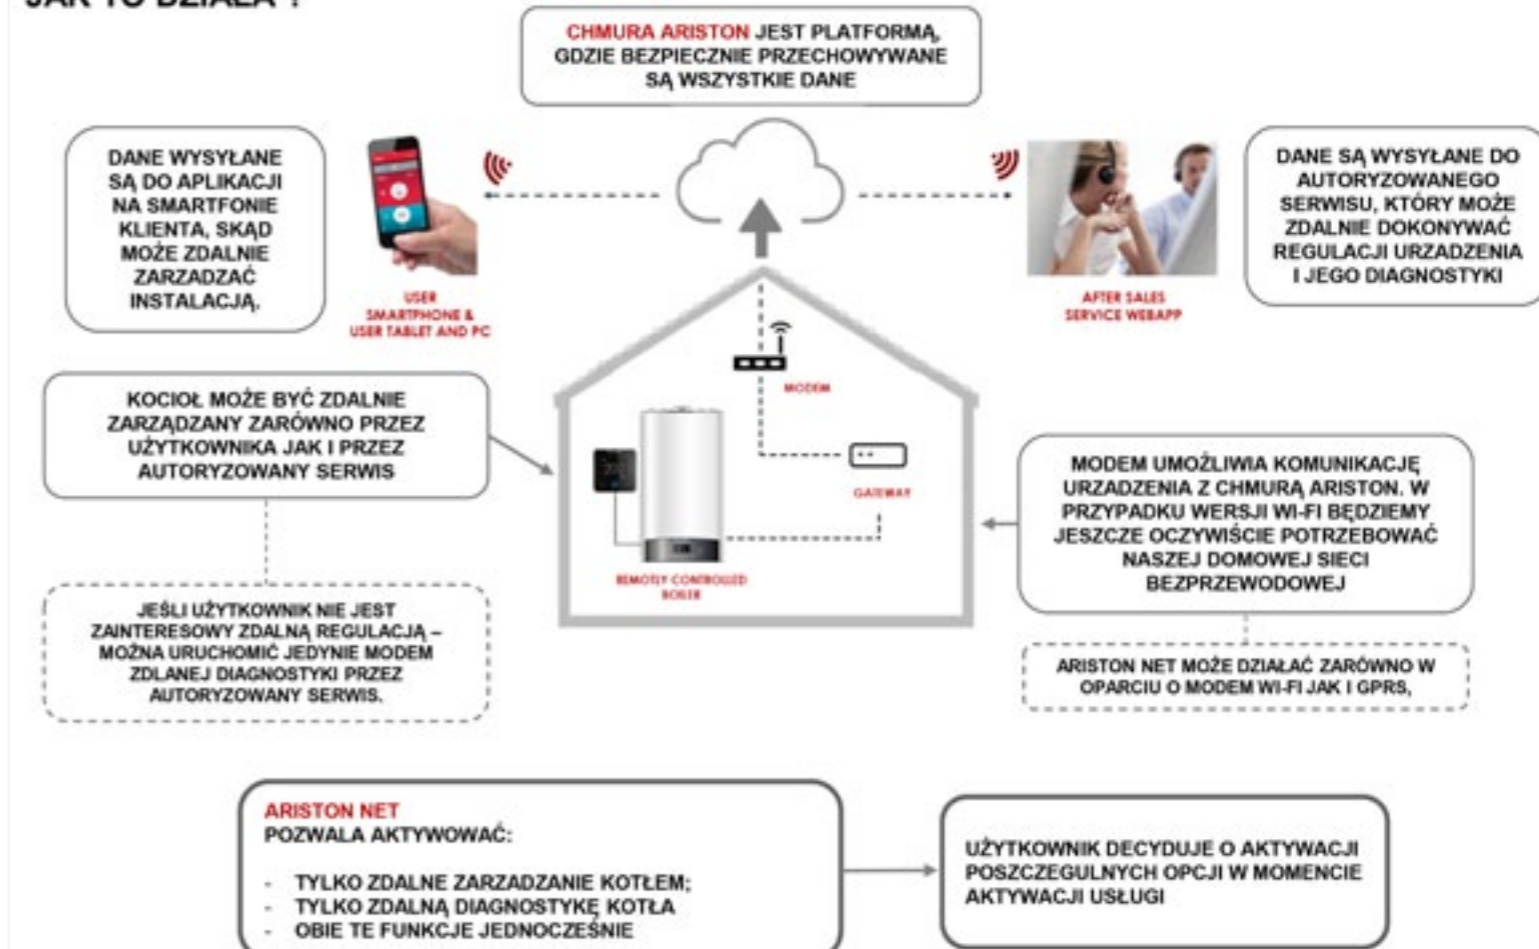 JAK TO DZIAŁA ?
CHMURA ARISTON JEST PLATFORMĄ,
GDZIE BEZPIECZNIE PRZECHOWYWANE
SĄ WSZYSTKIE DANE
DANE WYSYŁANE
SĄ DO APLIKACJI
NA SMARTFONIE
KLIENTA, SKĄD
MOŻE ZDALNIE
ZARZADZAĆ
INSTALACJĄ.
USER
SMARTPHONE &
USER TABLET AND PC
AFTER SALES
SERVICE WEBAPP
DANE SĄ WYSYŁANE DO
AUTORYZOWANEGO
SERWISU, KTÓRY MOŻE
ZDALNIE DOKONYWAĆ
REGULACJI URZADZENIA
I JEGO DIAGNOSTYKI
KOCIOŁ MOŻE BYĆ ZDALNIE
ZARZĄDZANY ZARÓWNO PRZEZ
UŻYTKOWNIKA JAK I PRZEZ
AUTORYZOWANY SERWIS
MODEM
GATEWAY
REMOTLY CONTROLLED
BOILER
MODEM UMOŻLIWIA KOMUNIKACJĘ
URZADZENIA Z CHMURĄ ARISTON. W
PRZYPADKU WERSJI WI-FI BĘDZIEMY
JESZCZE OCZYWIŚCIE POTRZEBOWAĆ
NASZEJ DOMOWEJ SIECI
BEZPRZEWODOWEJ
JEŚLI UŻYTKOWNIK NIE JEST
ZAINTERESOWY ZDALNĄ REGULACJĄ –
MOŻNA URUCHOMIĆ JEDYNIE MODEM
ZDLANEJ DIAGNOSTYKI PRZEZ
AUTORYZOWANY SERWIS.
ARISTON NET MOŻE DZIAŁAĆ ZARÓWNO W
OPARCIU O MODEM WI-FI JAK I GPRS,
ARISTON NET
POZWALA AKTYWOWAĆ:
- TYLKO ZDALNE ZARZADZANIE KOTŁEM;
- TYLKO ZDALNĄ DIAGNOSTYKĘ KOTŁA
- OBIE TE FUNKCJE JEDNOCZEŚNIE
UŻYTKOWNIK DECYDUJE O AKTYWACJI
POSZCZEGULNYCH OPCJI W MOMENCIE
AKTYWACJI USŁUGI